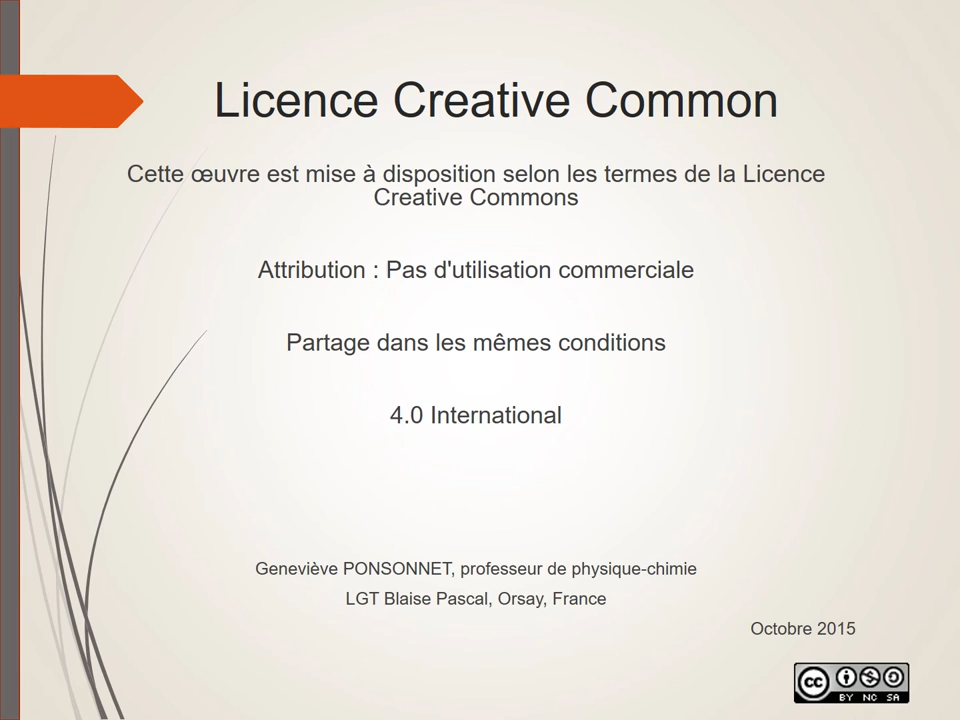 Licence Creative Common
Cette œuvre est mise à disposition selon les termes de la Licence
Creative Commons
Attribution : Pas d'utilisation commerciale
Partage dans les mêmes conditions
4.0 International
Geneviève PONSONNET, professeur de physique-chimie
LGT Blaise Pascal, Orsay, France
Octobre 2015
cc
BY NC SA